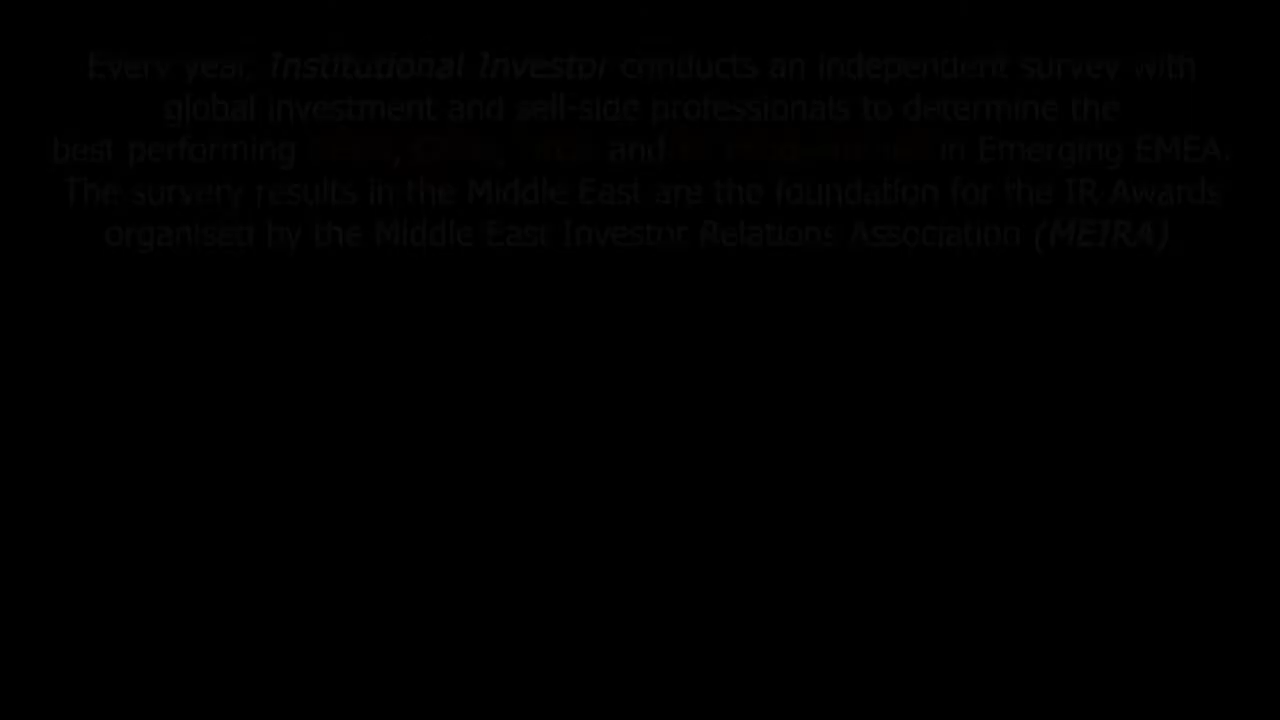 Every year, Institutional Investor conducts an independent survey with
global investment and sell-side professionals to determine the
best performing and in Emerging EMEA.
The survery results in the Middle East are the foundation for the IR Awards
organised by the Middle East Investor Relations Association (MEIRA)